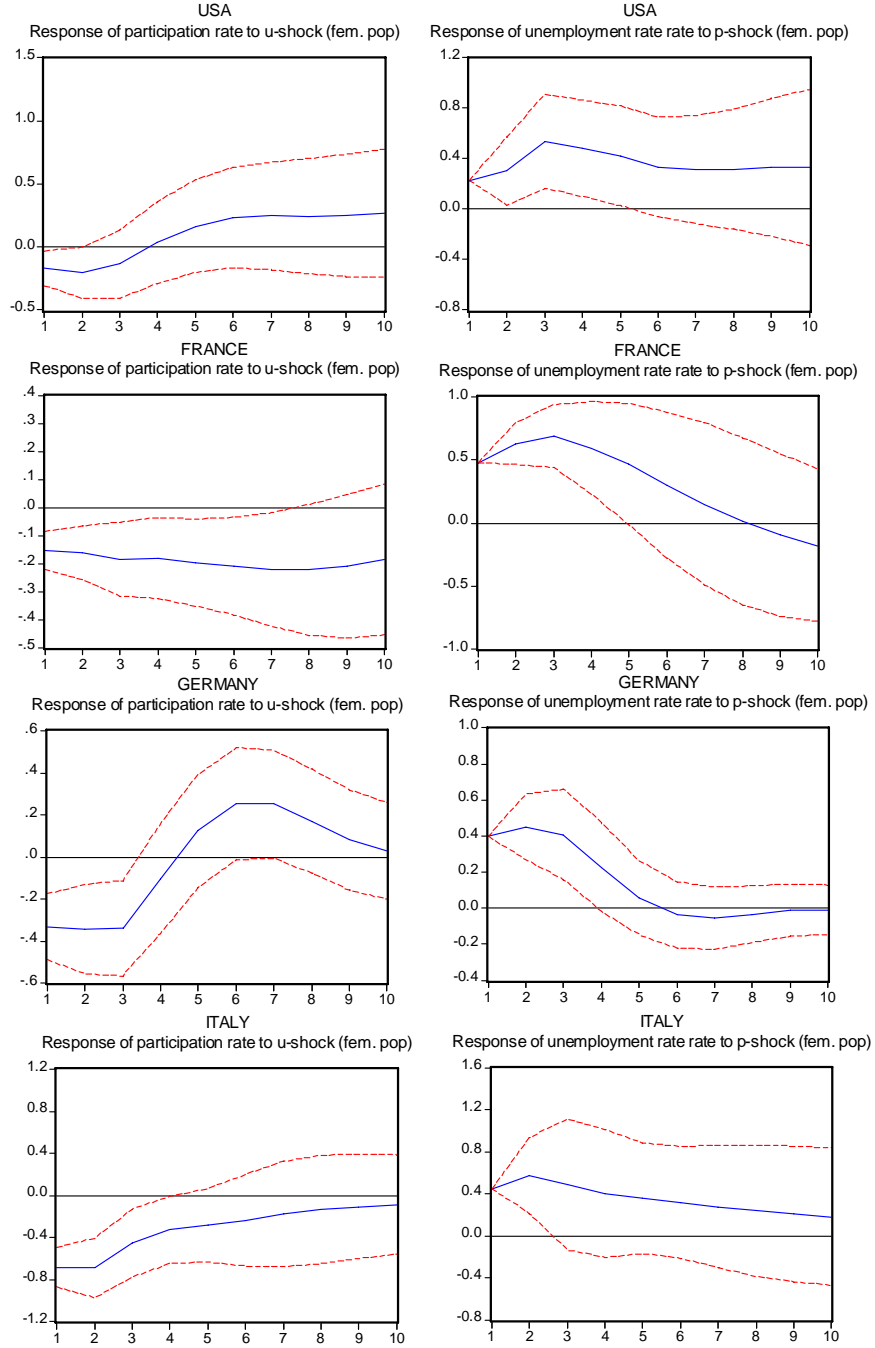 USA
Response of participation rate to u-shock (fem. pop)
1.5
1.0
0.5
0.0
-0.5
1 2 3 4 5 6 7 8 9 10
USA
Response of unemployment rate rate to p-shock (fem. pop)
1.2
0.8
0.4
0.0
-0.4
-0.8
1 2 3 4 5 6 7 8 9 10
FRANCE
Response of participation rate to u-shock (fem. pop)
.4
.3
.2
.1
.0
-.1
-.2
-.3
-.4
-.5
1 2 3 4 5 6 7 8 9 10
FRANCE
Response of unemployment rate rate to p-shock (fem. pop)
1.0
0.5
0.0
-0.5
-1.0
1 2 3 4 5 6 7 8 9 10
GERMANY
Response of participation rate to u-shock (fem. pop)
.6
.4
.2
.0
-.2
-.4
-.6
1 2 3 4 5 6 7 8 9 10
GERMANY
Response of unemployment rate rate to p-shock (fem. pop)
1.0
0.8
0.6
0.4
0.2
0.0
-0.2
-0.4
1 2 3 4 5 6 7 8 9 10
ITALY
Response of participation rate to u-shock (fem. pop)
1.2
0.8
0.4
0.0
-0.4
-0.8
-1.2
1 2 3 4 5 6 7 8 9 10
ITALY
Response of unemployment rate rate to p-shock (fem. pop)
1.6
1.2
0.8
0.4
0.0
-0.4
-0.8
1 2 3 4 5 6 7 8 9 10